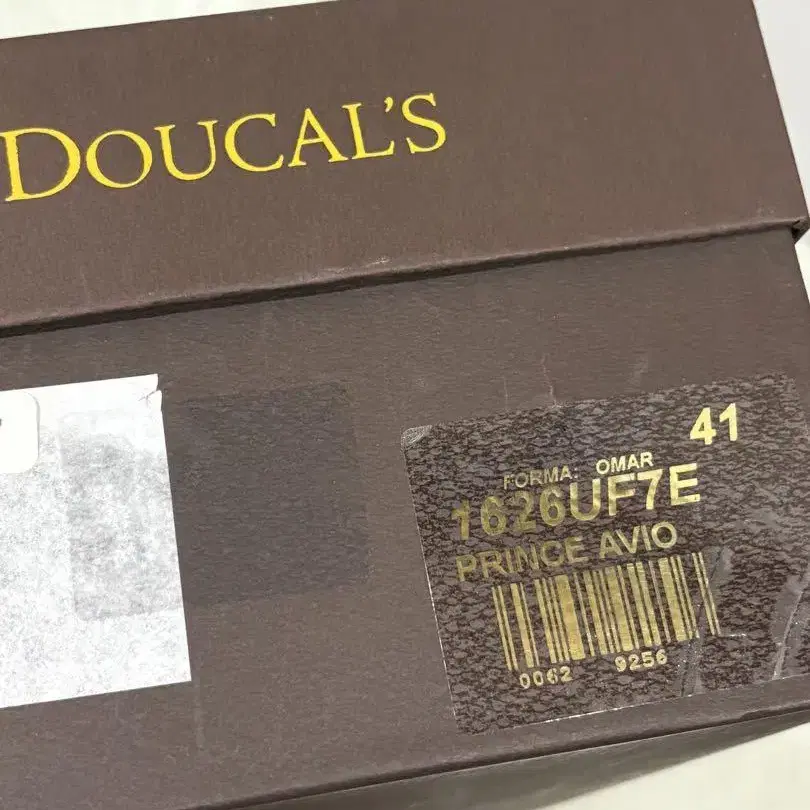 DOUCAL'S
41
FORMA: OMAR
1626UF7E
PRINCE AVIO
0062 9256